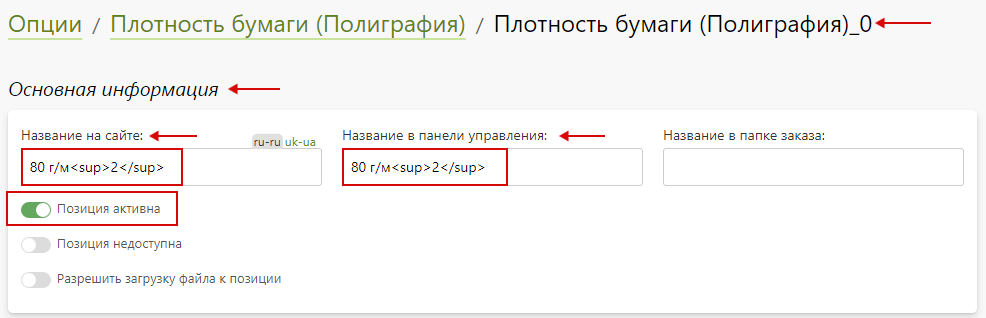 Опции / Плотность бумаги (Полиграфия) / Плотность бумаги (Полиграфия)_0
Основная информация
Название на сайте: ru-ru uk-ua Название в панели управления: Название в папке заказа:
80 г/м<sup>2</sup> 80 г/м<sup>2</sup>
Позиция активна
Позиция недоступна
Разрешить загрузку файла к позиции